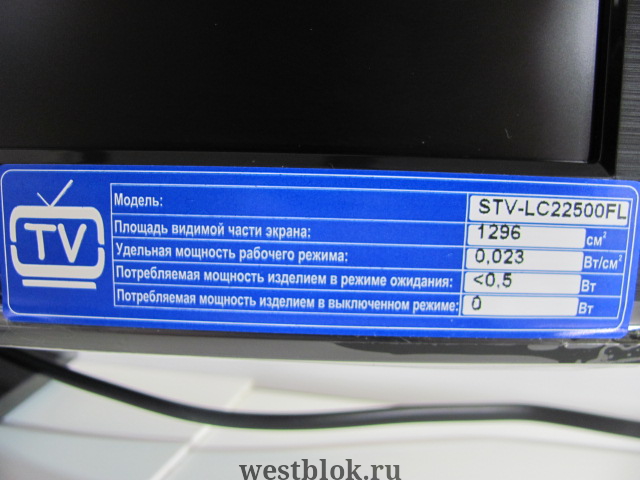 TV
Модель: STV-LC22500FL
Площадь видимой части экрана: 1296 см²
Удельная мощность рабочего режима: 0,023 Вт/см²
Потребляемая мощность изделием в режиме ожидания: <0,5 Вт
Потребляемая мощность изделием в выключенном режиме: 0 Вт
westblok.ru